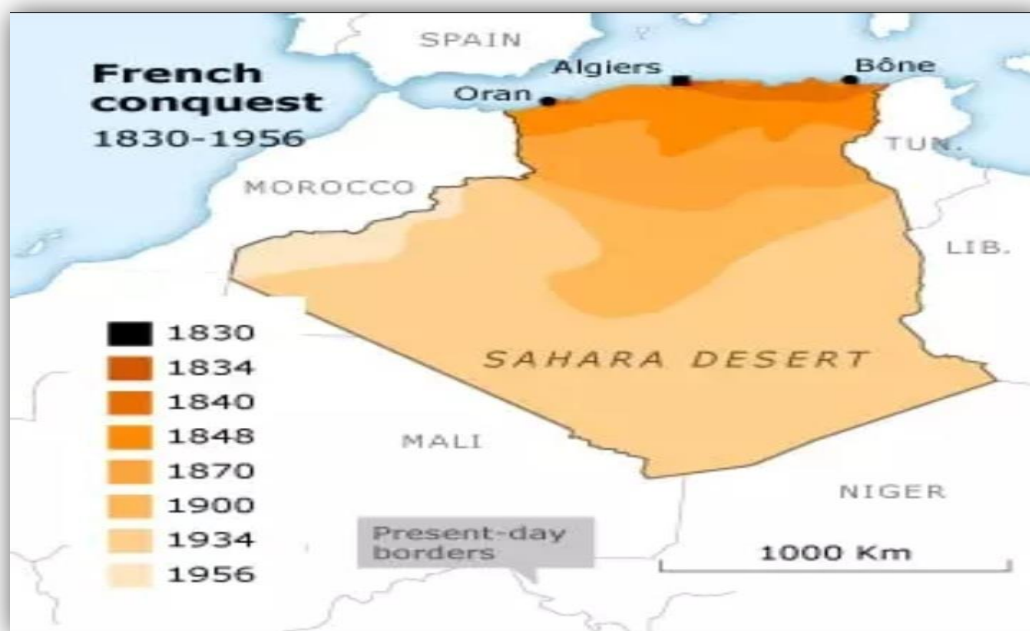 French
conquest
1830-1956
SPAIN
Algiers
Bône
Oran
TUN.
MOROCCO
LIB.
1830
1834
1840
1848
1870
1900
1934
1956
SAHARA DESERT
MALI
NIGER
Present-day
borders
1000 Km